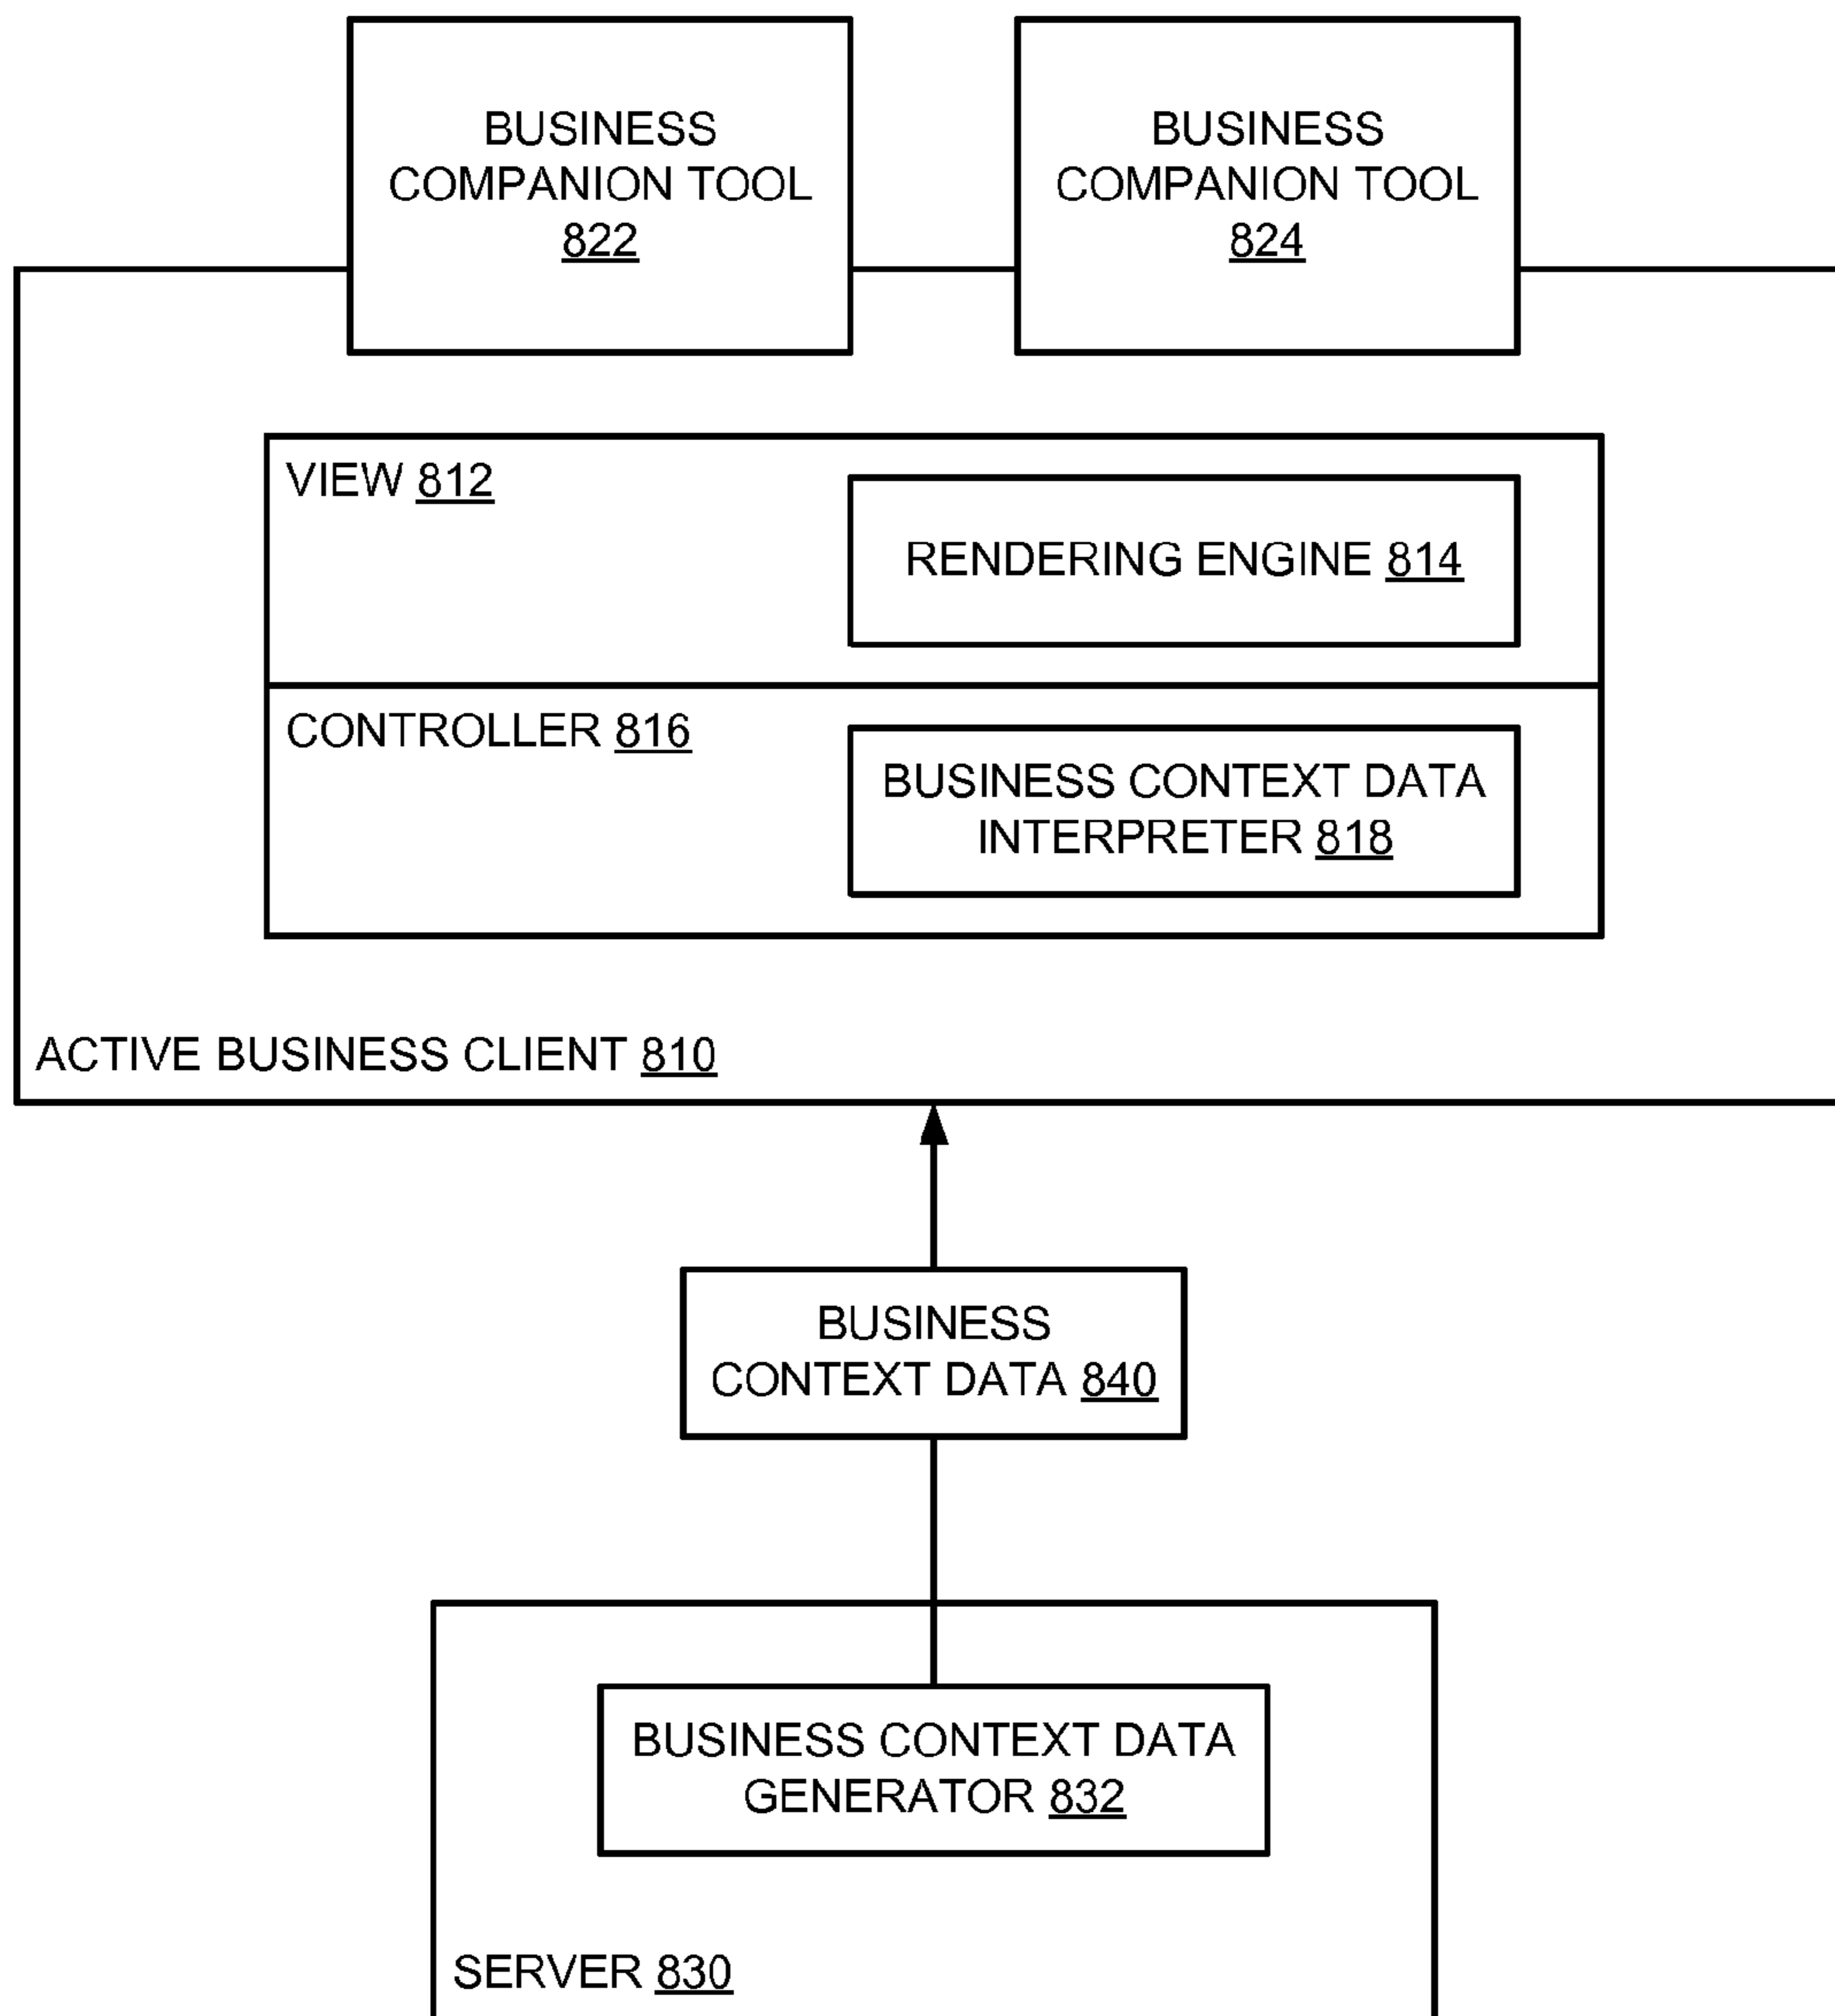 BUSINESS
COMPANION TOOL
822
BUSINESS
COMPANION TOOL
824
VIEW 812
RENDERING ENGINE 814
CONTROLLER 816
BUSINESS CONTEXT DATA
INTERPRETER 818
ACTIVE BUSINESS CLIENT 810
BUSINESS
CONTEXT DATA 840
BUSINESS CONTEXT DATA
GENERATOR 832
SERVER 830